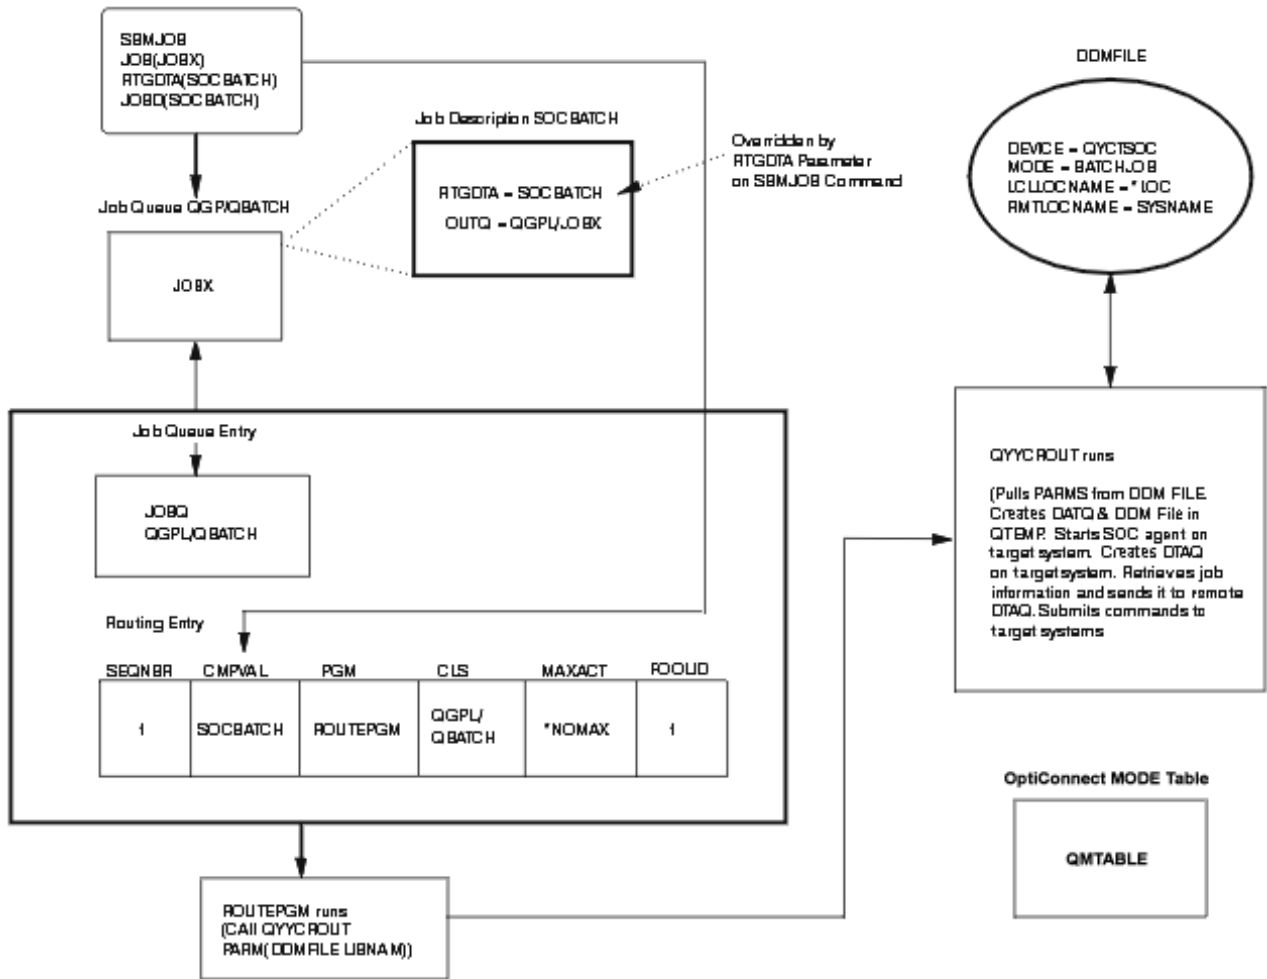 SBMJOB
JOB(JOBX)
RTGDTA(SOCBATCH)
JOBD(SOCBATCH)
Job Description SOCBATCH
RTGDTA = SOCBATCH
OUTQ = QGPL/JOBX
Overridden by
RTGDTA Parameter
on SBMJOB Command
DDMFILE
DEVICE = QYCTSOC
MODE = BATCHJOB
LCLLOCNAME = *LOC
RMTLOCNAME = SYSNAME
Job Queue QGP/QBATCH
JOBX
Job Queue Entry
JOBQ
QGPL/QBATCH
Routing Entry
SEQNBR CMPVAL PGM CLS MAXACT POOLID
1 SOCBATCH ROUTEPGM QGPL/
QBATCH *NOMAX 1
ROUTEPGM runs
(CALL QYYCROUT
PARM(DDMFILE LIBNAM))
QYYCROUT runs
(Pulls PARMS from DDM FILE.
Creates DATQ & DDM File in
QTEMP. Starts SOC agent on
target system. Creates DTAQ
on target system. Retrieves job
information and sends it to remote
DTAQ. Submits commands to
target systems
OptiConnect MODE Table
QMTABLE